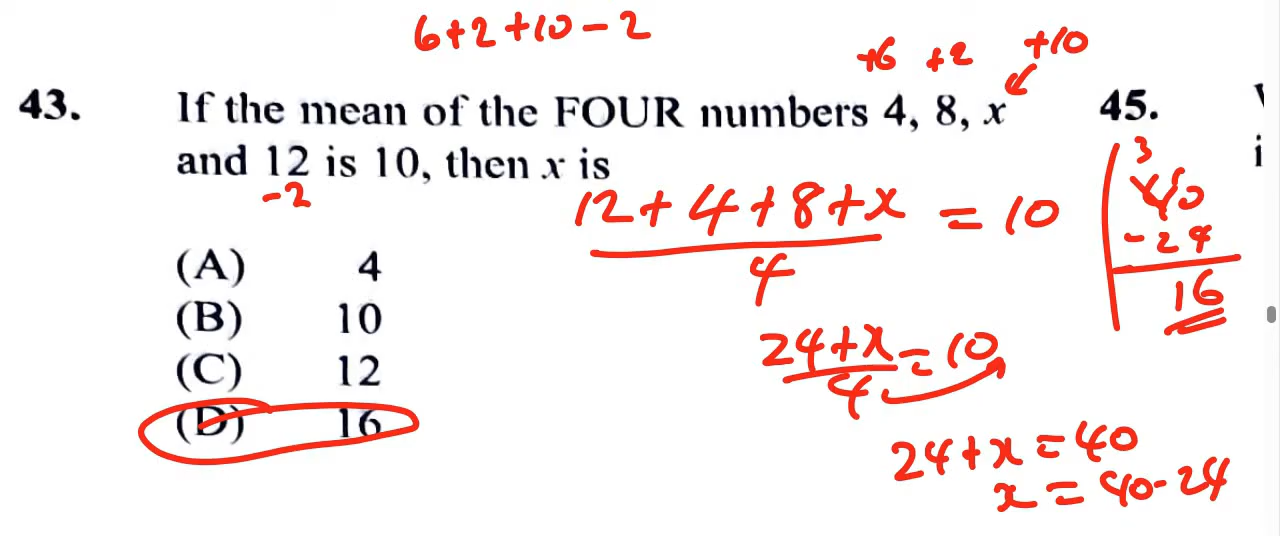 6+2+10-2
+6 +2 +10
43. If the mean of the FOUR numbers 4, 8, x
and 12 is 10, then x is
-2
(A) 4
(B) 10
(C) 12
(D) 16
12+4+8+x = 10
4
24+x = 10
4
24+x = 40
x = 40-24
45.
i
3
40
-24
16